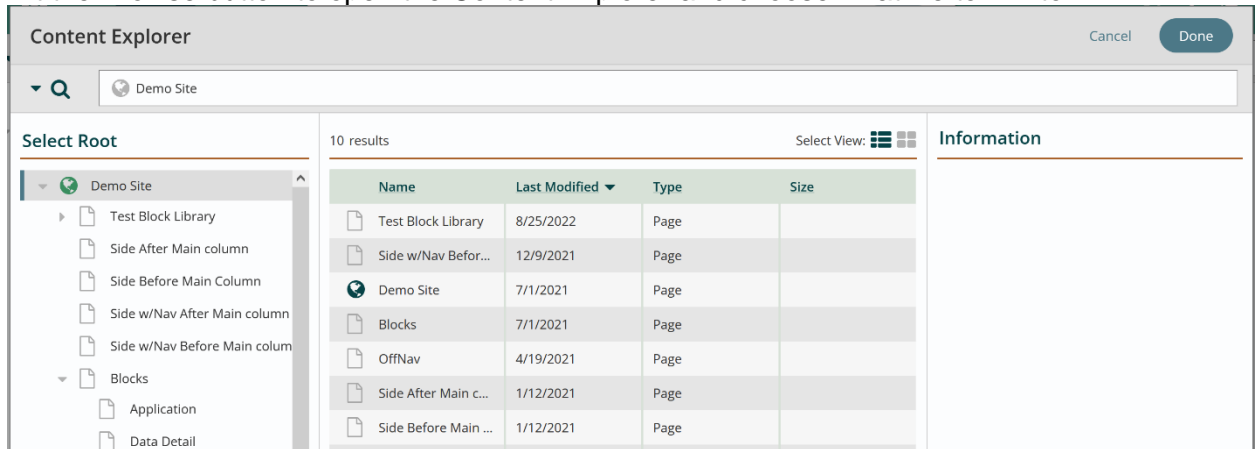 Content Explorer
Cancel
Done
Demo Site
Select Root
10 results
Select View:
Information
Demo Site
Test Block Library
Side After Main column
Side Before Main Column
Side w/Nav After Main column
Side w/Nav Before Main colum
Blocks
Application
Data Detail
Name Last Modified Type Size
Test Block Library 8/25/2022 Page
Side w/Nav Befor... 12/9/2021 Page
Demo Site 7/1/2021 Page
Blocks 7/1/2021 Page
OffNav 4/19/2021 Page
Side After Main c... 1/12/2021 Page
Side Before Main ... 1/12/2021 Page